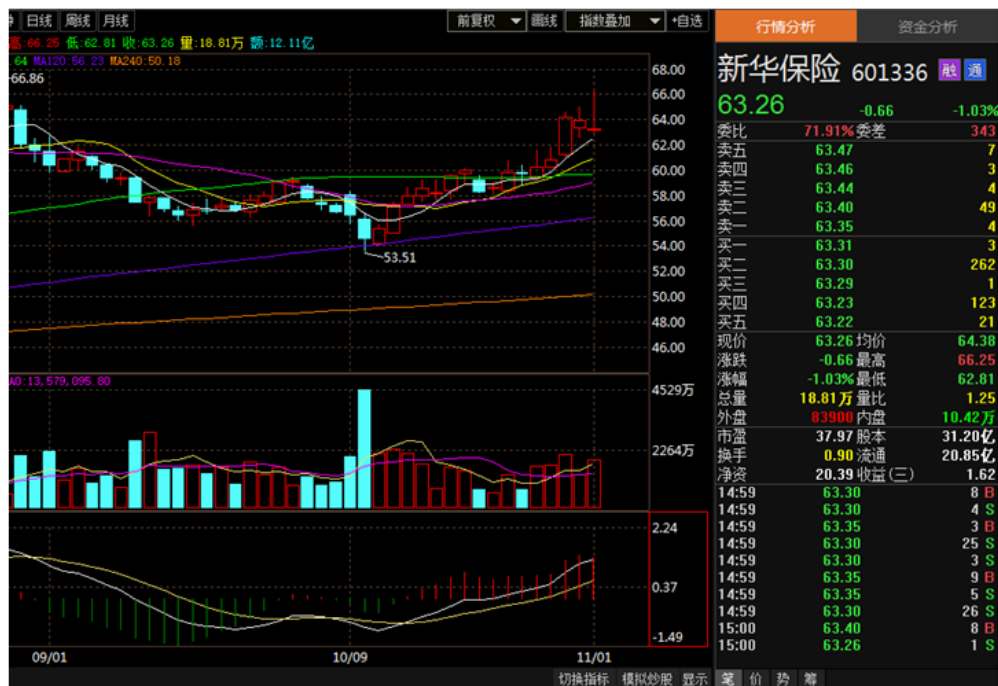 日线 周线 月线 前复权 画线 指数叠加 +自选
高:66.25 低:62.81 收:63.26 量:18.81万 额:12.11亿
.64 MA120:56.23 MA240:50.18
66.86
53.51
68.00
66.00
64.00
62.00
60.00
58.00
56.00
54.00
52.00
50.00
48.00
46.00
13,579,095.80
4529万
2264万
2.24
0.37
-1.49
09/01 10/09 11/01
切换指标 模拟炒股 显示
行情分析 资金分析
新华保险 601336 融 通
63.26 -0.66 -1.03%
委比 71.91% 委差 343
卖五 63.47 7
卖四 63.46 3
卖三 63.44 4
卖二 63.40 49
卖一 63.35 4
买一 63.31 3
买二 63.30 262
买三 63.29 1
买四 63.23 123
买五 63.22 21
现价 63.26 均价 64.38
涨跌 -0.66 最高 66.25
涨幅 -1.03% 最低 62.81
总量 18.81万 量比 1.25
外盘 83900 内盘 10.42万
市盈 37.97 股本 31.20亿
换手 0.90 流通 20.85亿
净资 20.39 收益(三) 1.62
14:59 63.30 8 B
14:59 63.30 4 S
14:59 63.35 3 B
14:59 63.30 25 S
14:59 63.30 3 S
14:59 63.35 9 B
14:59 63.35 5 S
14:59 63.30 26 S
15:00 63.40 8 B
15:00 63.26 1 S
笔 价 势 筹